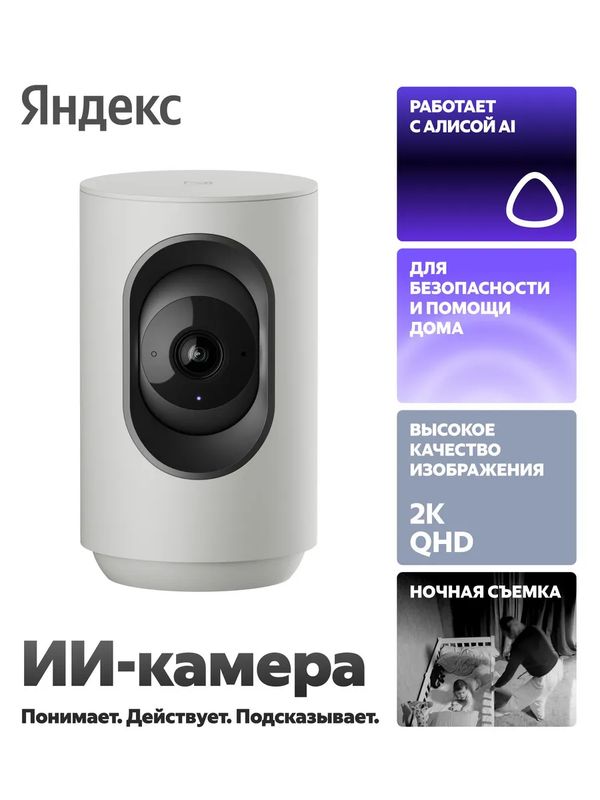 Яндекс
РАБОТАЕТ
С АЛИСОЙ AI
ДЛЯ
БЕЗОПАСНОСТИ
И ПОМОЩИ
ДОМА
ВЫСОКОЕ
КАЧЕСТВО
ИЗОБРАЖЕНИЯ
2K
QHD
НОЧНАЯ СЪЕМКА
ИИ-камера
Понимает. Действует. Подсказывает.